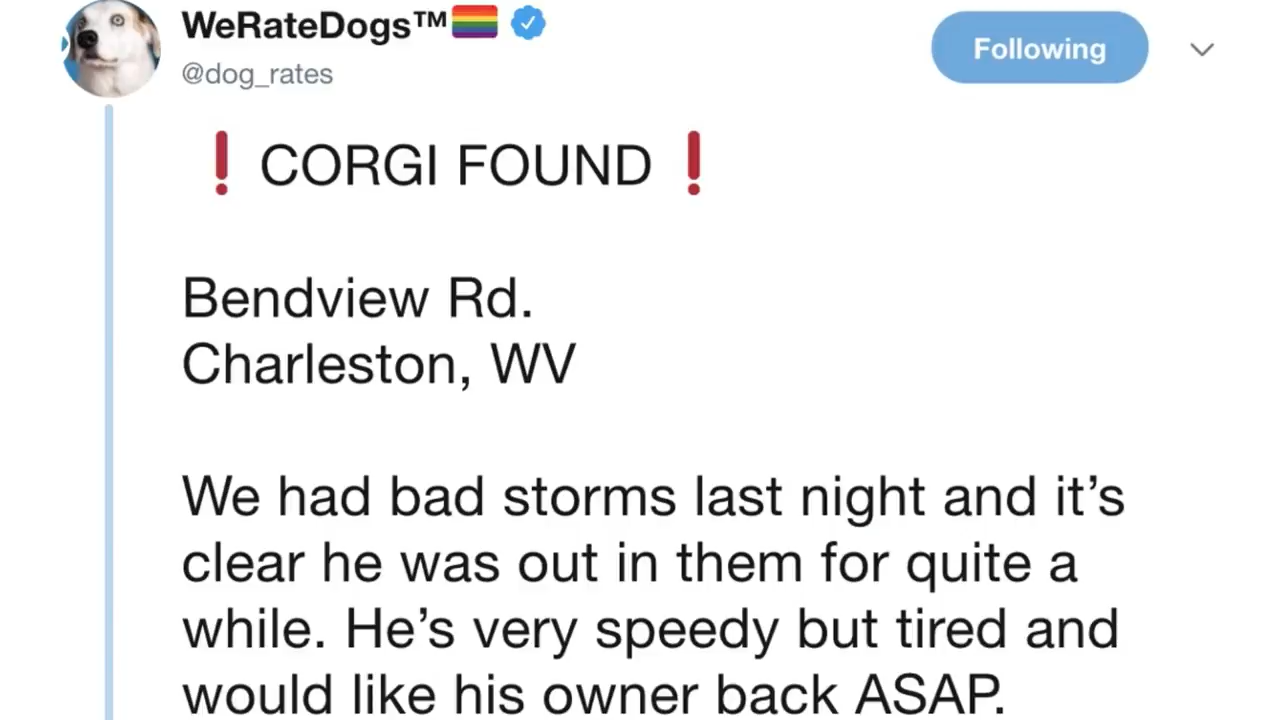 WeRateDogs™🏳️‍🌈
@dog_rates
Following
❗ CORGI FOUND ❗
Bendview Rd.
Charleston, WV
We had bad storms last night and it’s
clear he was out in them for quite a
while. He’s very speedy but tired and
would like his owner back ASAP.